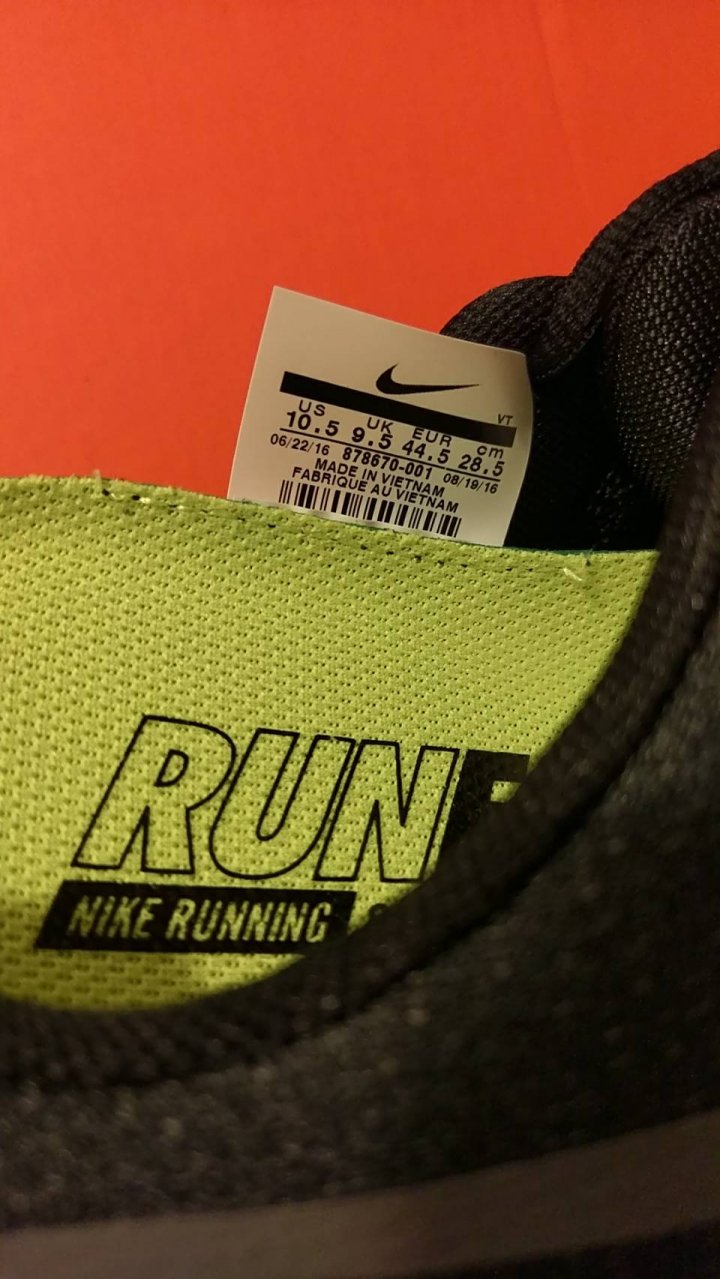 VT
US UK EUR cm
10.5 9.5 44.5 28.5
06/22/16 878670-001 08/19/16
MADE IN VIETNAM
FABRIQUE AU VIETNAM
RUN
NIKE RUNNING